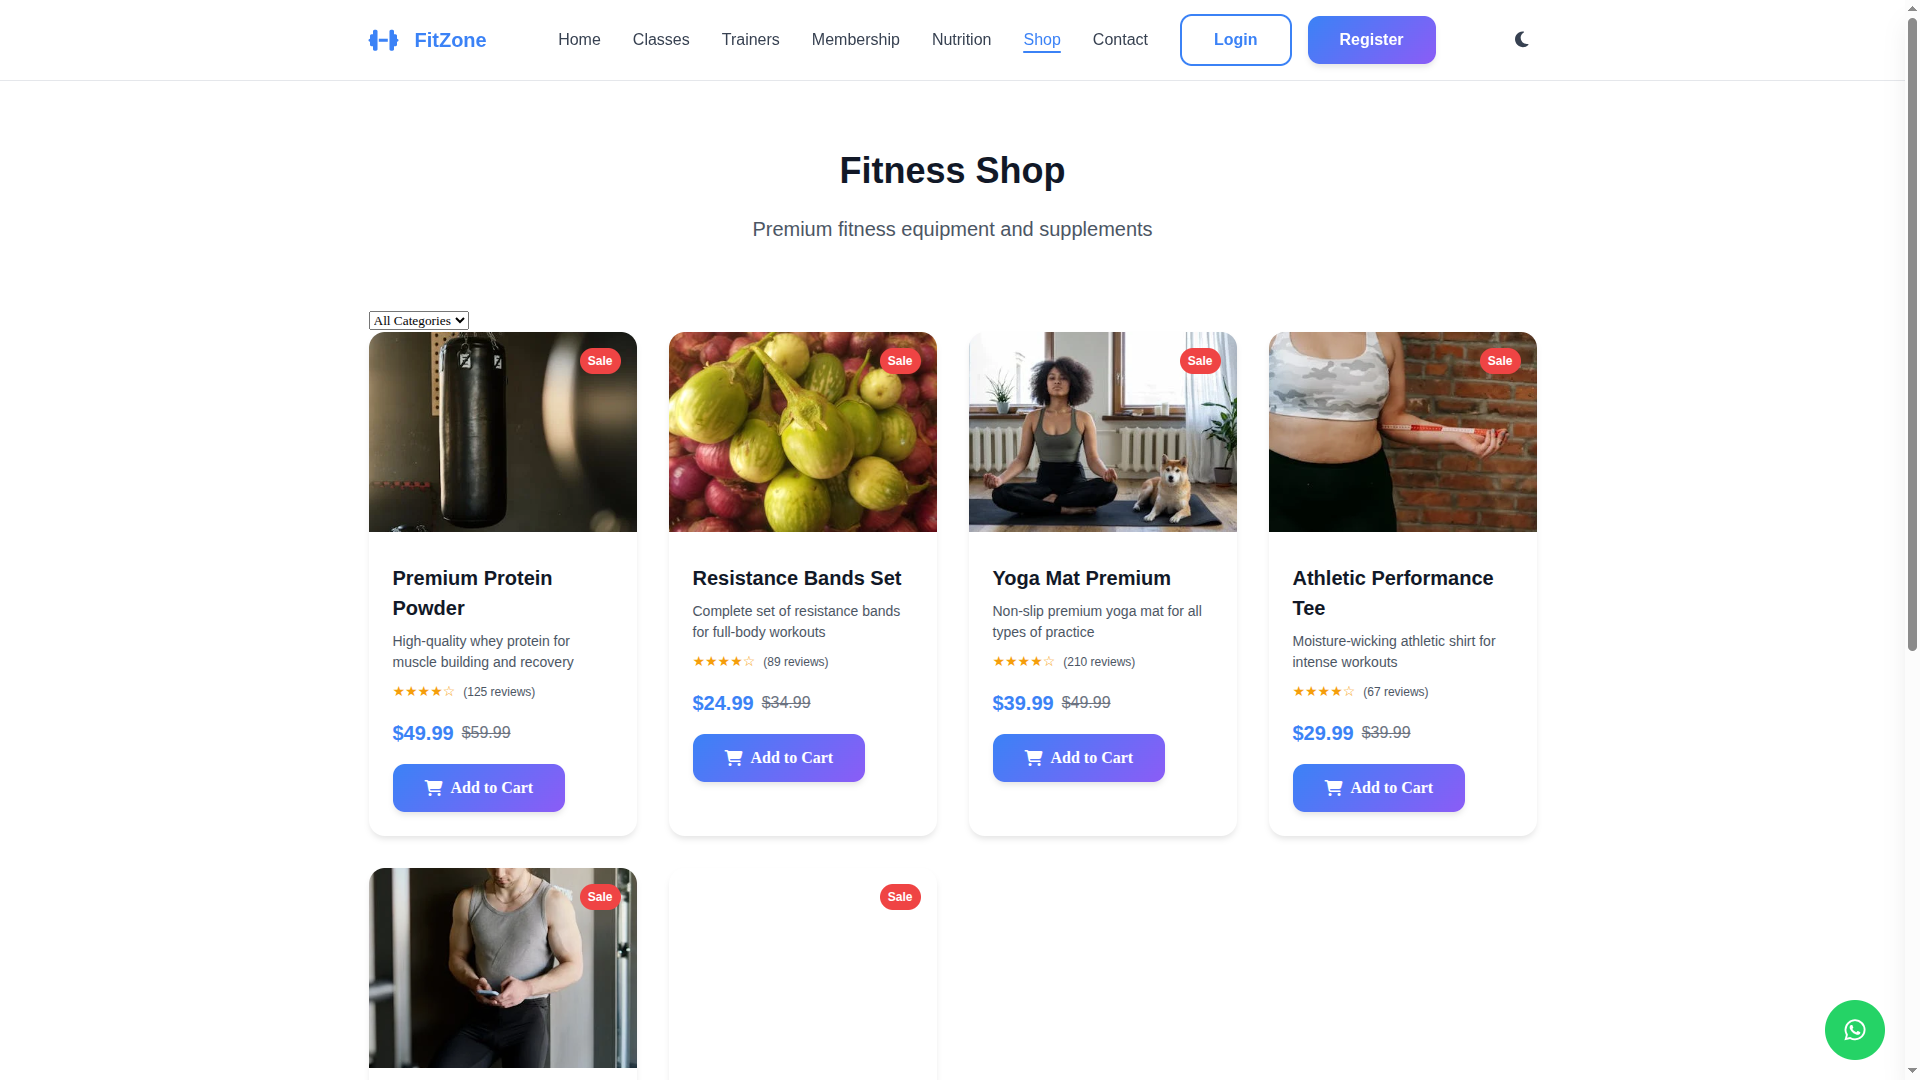 FitZone
Home
Classes
Trainers
Membership
Nutrition
Shop
Contact
Login
Register
Fitness Shop
Premium fitness equipment and supplements
All Categories
Sale
Premium Protein
Powder
High-quality whey protein for
muscle building and recovery
★★★★☆ (125 reviews)
$49.99 $59.99
Add to Cart
Sale
Resistance Bands Set
Complete set of resistance bands
for full-body workouts
★★★★☆ (89 reviews)
$24.99 $34.99
Add to Cart
Sale
Yoga Mat Premium
Non-slip premium yoga mat for all
types of practice
★★★★☆ (210 reviews)
$39.99 $49.99
Add to Cart
Sale
Athletic Performance
Tee
Moisture-wicking athletic shirt for
intense workouts
★★★★☆ (67 reviews)
$29.99 $39.99
Add to Cart
Sale
Sale